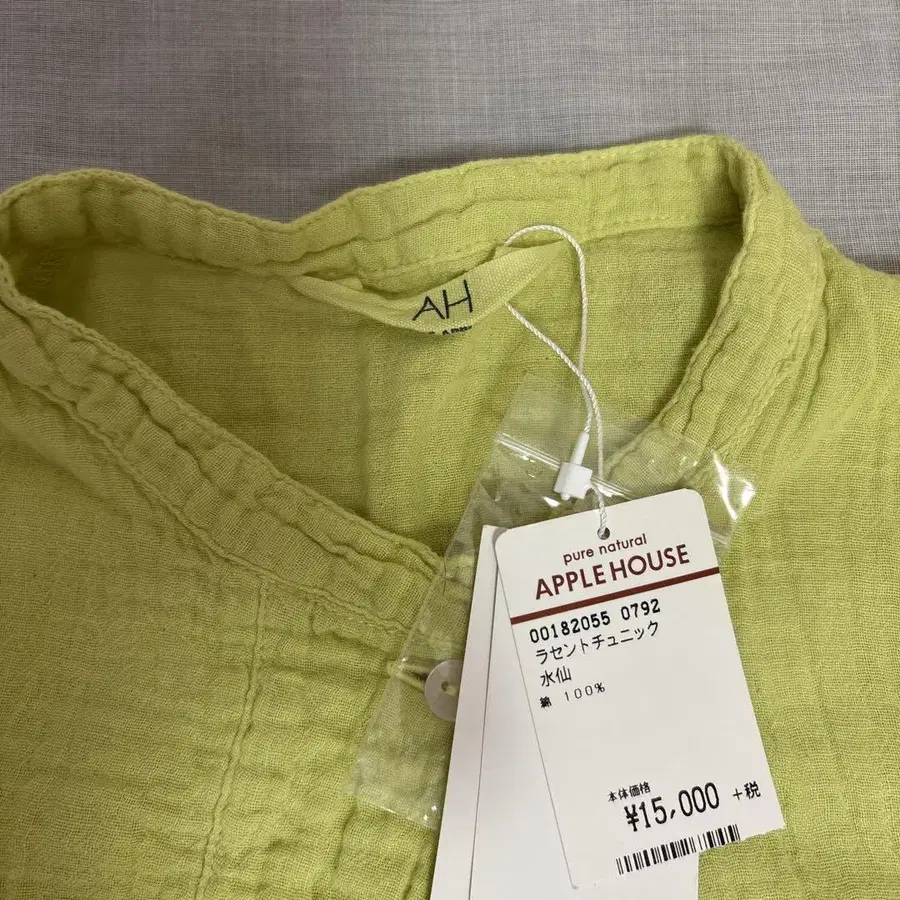 AH
pure natural
APPLE HOUSE
00182055 0792
ラセントチュニック
水仙
綿 100%
本体価格
¥15,000 +税